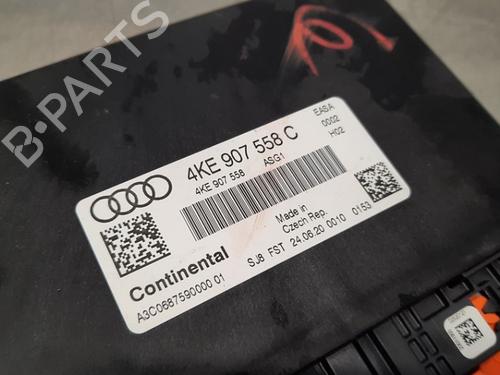 B-PARTS
4KE 907 558 C
4KE 907 558 ASG1
EASA
0002
H02
Made in
Czech Rep.
Continental
SJ8 FST 24.06.20 0010 0153
A3C0687590000 01